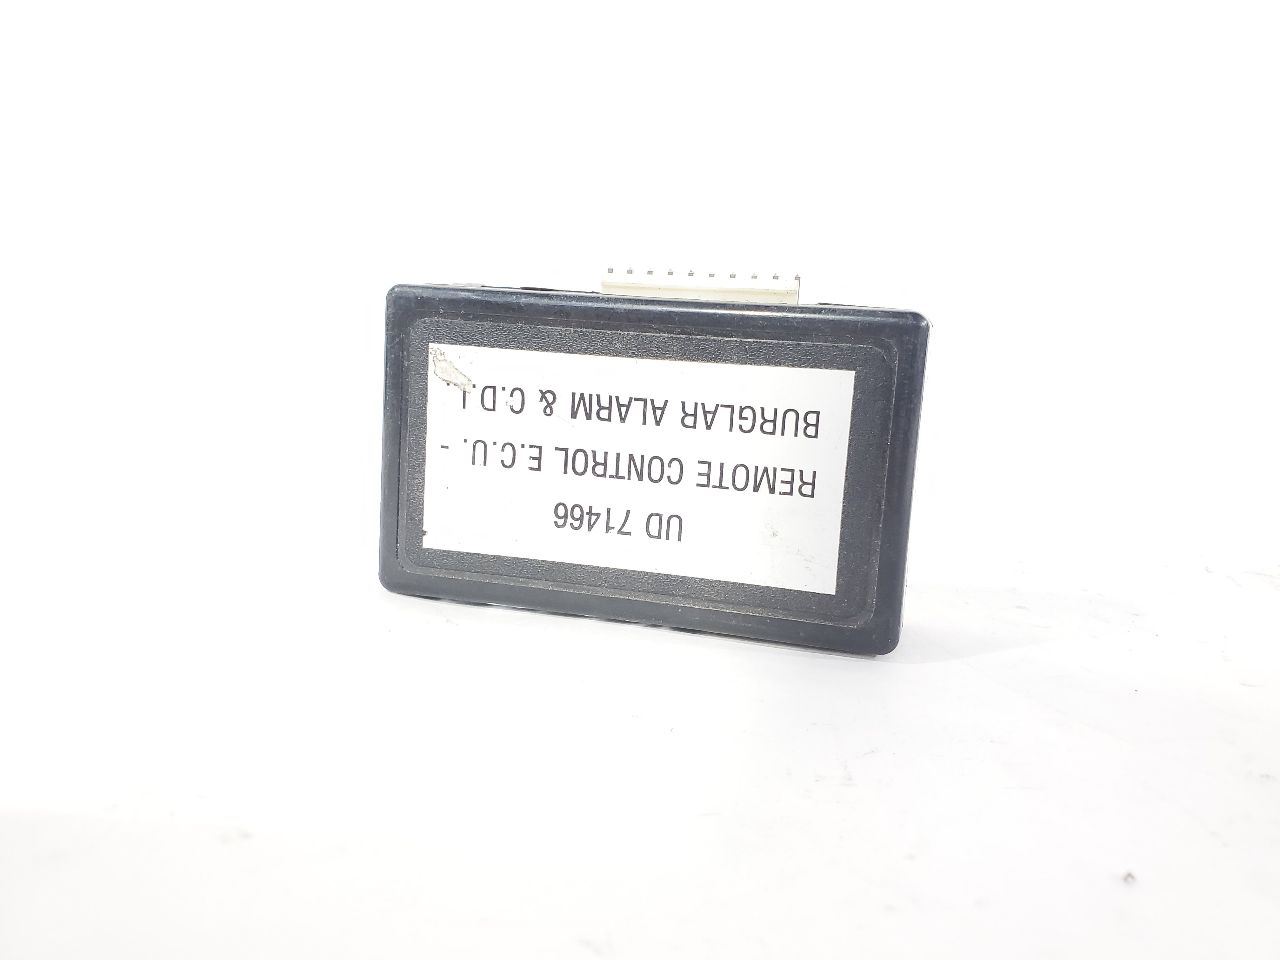 UD 71466
REMOTE CONTROL E.C.U. -
BURGLAR ALARM & C.D.L